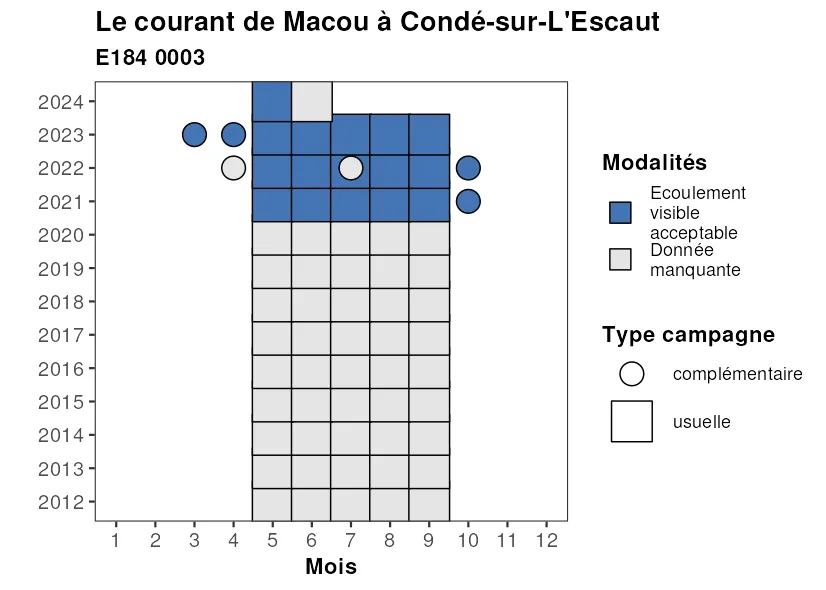 Le courant de Macou à Condé-sur-L'Escaut
E184 0003
2024
2023
2022
2021
2020
2019
2018
2017
2016
2015
2014
2013
2012
1 2 3 4 5 6 7 8 9 10 11 12
Mois
Modalités
Ecoulement
visible
acceptable
Donnée
manquante
Type campagne
complémentaire
usuelle